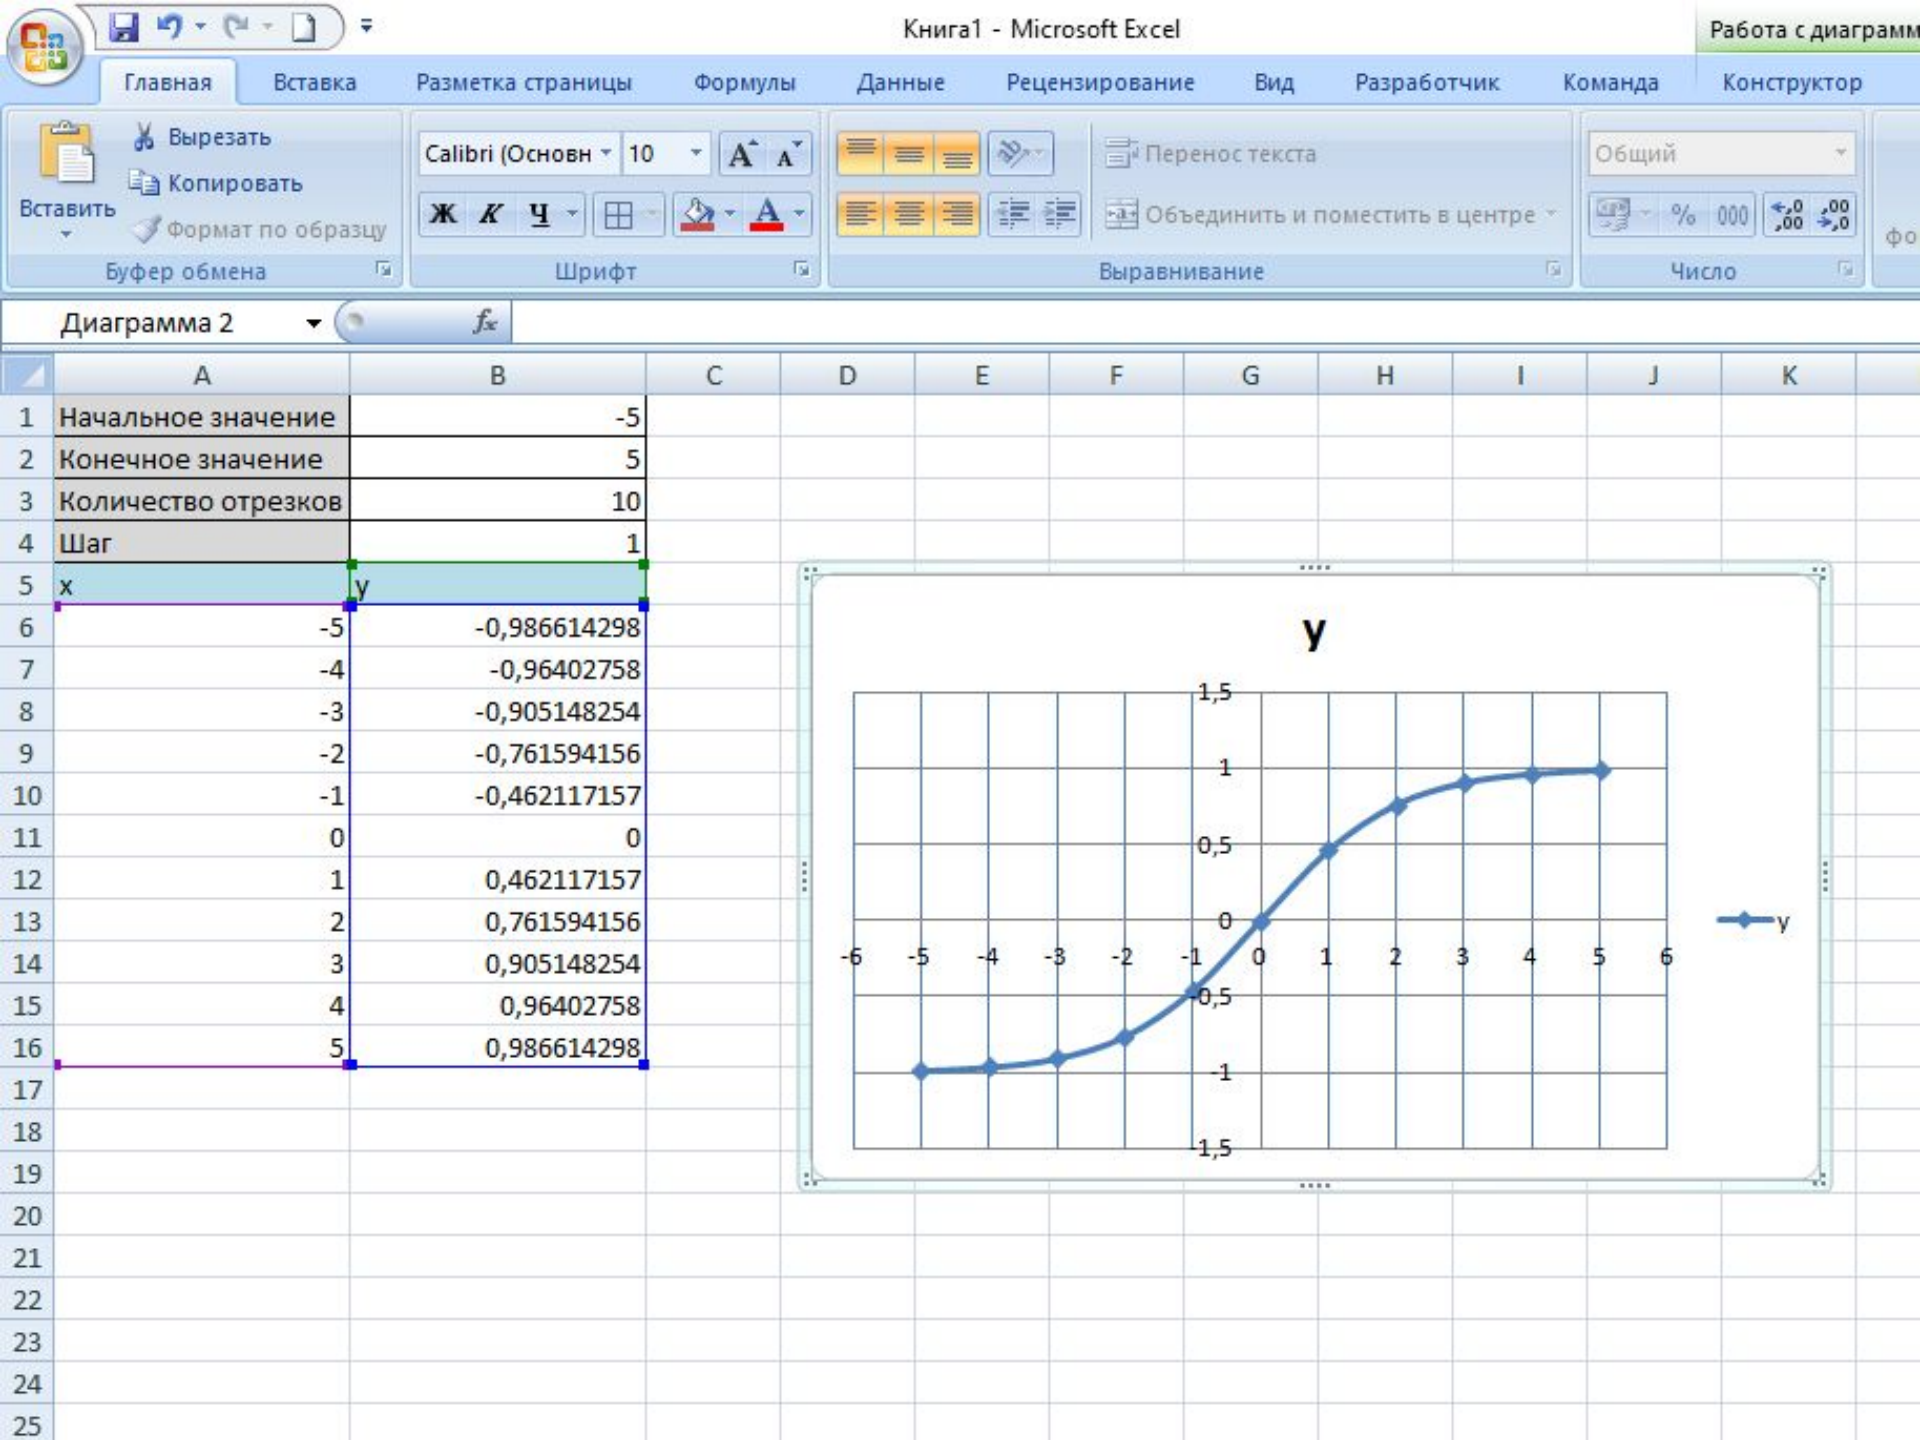 Книга1 - Microsoft Excel
Работа с диаграмм
Главная Вставка Разметка страницы Формулы Данные Рецензирование Вид Разработчик Команда Конструктор
Вставить
Вырезать
Копировать
Формат по образцу
Буфер обмена
Calibri (Основн 10 A A
Ж К Ч A
Шрифт
Перенос текста
Объединить и поместить в центре
Выравнивание
Общий
% 000 ,0 ,00 ,00 ,0
Число
фо
Диаграмма 2 fx
A B C D E F G H I J K
1 Начальное значение -5
2 Конечное значение 5
3 Количество отрезков 10
4 Шаг 1
5 x y
6 -5 -0,986614298
7 -4 -0,96402758
8 -3 -0,905148254
9 -2 -0,761594156
10 -1 -0,462117157
11 0 0
12 1 0,462117157
13 2 0,761594156
14 3 0,905148254
15 4 0,96402758
16 5 0,986614298
17
18
19
20
21
22
23
24
25
y
1,5
1
0,5
0
-6 -5 -4 -3 -2 -1 0 1 2 3 4 5 6
-0,5
-1
-1,5
y